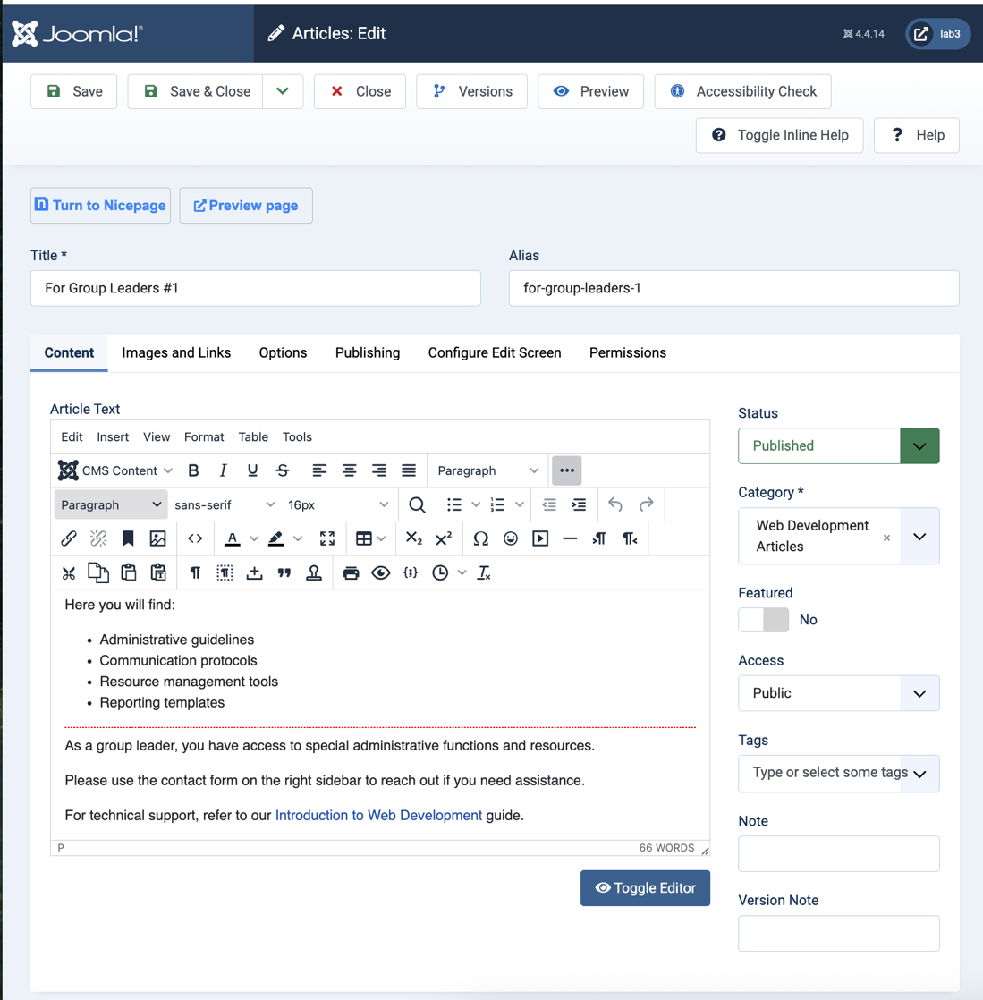 Joomla!® Articles: Edit 4.4.14 lab3
Save Save & Close Close Versions Preview Accessibility Check
Toggle Inline Help Help
Turn to Nicepage Preview page
Title * Alias
For Group Leaders #1 for-group-leaders-1
Content Images and Links Options Publishing Configure Edit Screen Permissions
Article Text
Edit Insert View Format Table Tools
CMS Content B I U S Paragraph
Paragraph sans-serif 16px
Here you will find:
• Administrative guidelines
• Communication protocols
• Resource management tools
• Reporting templates
As a group leader, you have access to special administrative functions and resources.
Please use the contact form on the right sidebar to reach out if you need assistance.
For technical support, refer to our Introduction to Web Development guide.
P 66 WORDS
Toggle Editor
Status
Published
Category *
Web Development
Articles ×
Featured
No
Access
Public
Tags
Type or select some tags
Note
Version Note